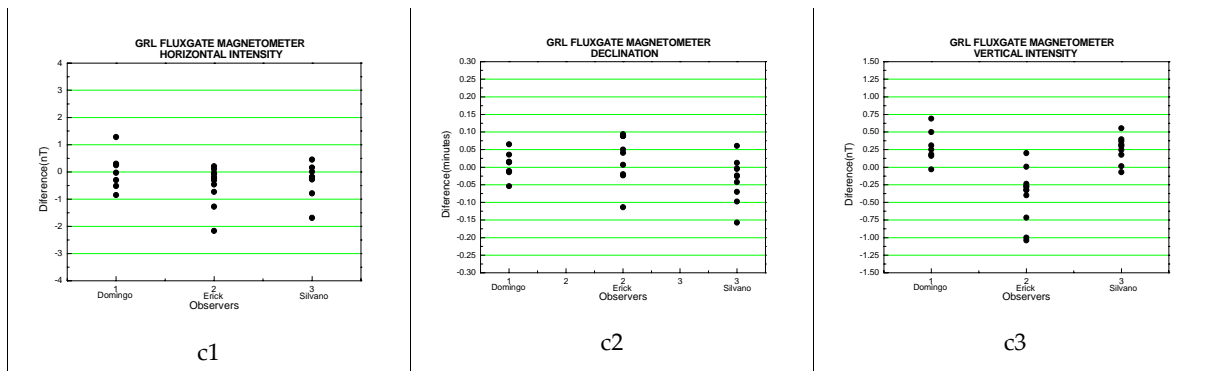 GRL FLUXGATE MAGNETOMETER
HORIZONTAL INTENSITY
4
3
2
1
0
-1
-2
-3
-4
Diference(nT)
1
2
3
Domingo
Erick
Silvano
Observers
c1
GRL FLUXGATE MAGNETOMETER
DECLINATION
0.30
0.25
0.20
0.15
0.10
0.05
0.00
-0.05
-0.10
-0.15
-0.20
-0.25
-0.30
Diference(minutes)
1
2
2
3
3
Domingo
Erick
Silvano
Observers
c2
GRL FLUXGATE MAGNETOMETER
VERTICAL INTENSITY
1.50
1.25
1.00
0.75
0.50
0.25
0.00
-0.25
-0.50
-0.75
-1.00
-1.25
-1.50
Diference(nT)
1
2
3
Domingo
Erick
Silvano
Observers
c3